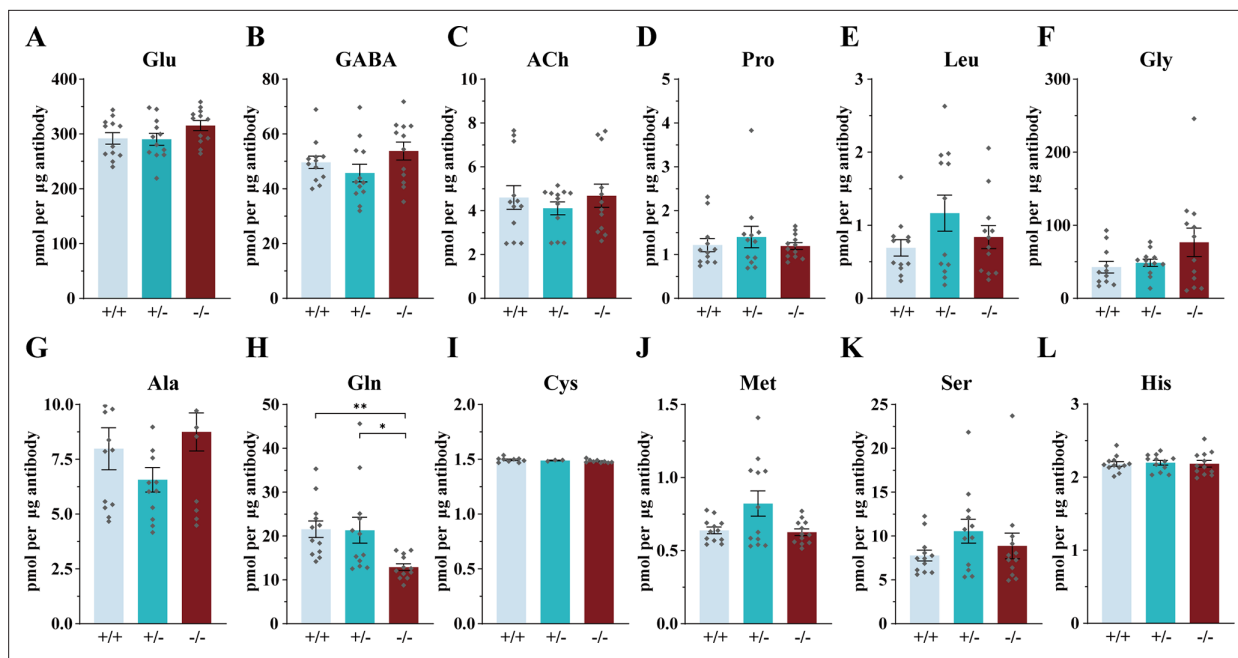 A
Glu
pmol per μg antibody
400
300
200
100
0
+/+ +/- -/-
B
GABA
pmol per μg antibody
80
60
40
20
0
+/+ +/- -/-
C
ACh
pmol per μg antibody
10
8
6
4
2
0
+/+ +/- -/-
D
Pro
pmol per μg antibody
5
4
3
2
1
0
+/+ +/- -/-
E
Leu
pmol per μg antibody
3
2
1
0
+/+ +/- -/-
F
Gly
pmol per μg antibody
300
200
100
0
+/+ +/- -/-
G
Ala
pmol per μg antibody
10.0
7.5
5.0
2.5
0.0
+/+ +/- -/-
H
Gln
pmol per μg antibody
50
40
30
20
10
0
**
*
+/+ +/- -/-
I
Cys
pmol per μg antibody
2.0
1.5
1.0
0.5
0.0
+/+ +/- -/-
J
Met
pmol per μg antibody
1.5
1.0
0.5
0.0
+/+ +/- -/-
K
Ser
pmol per μg antibody
25
20
15
10
5
0
+/+ +/- -/-
L
His
pmol per μg antibody
3
2
1
0
+/+ +/- -/-